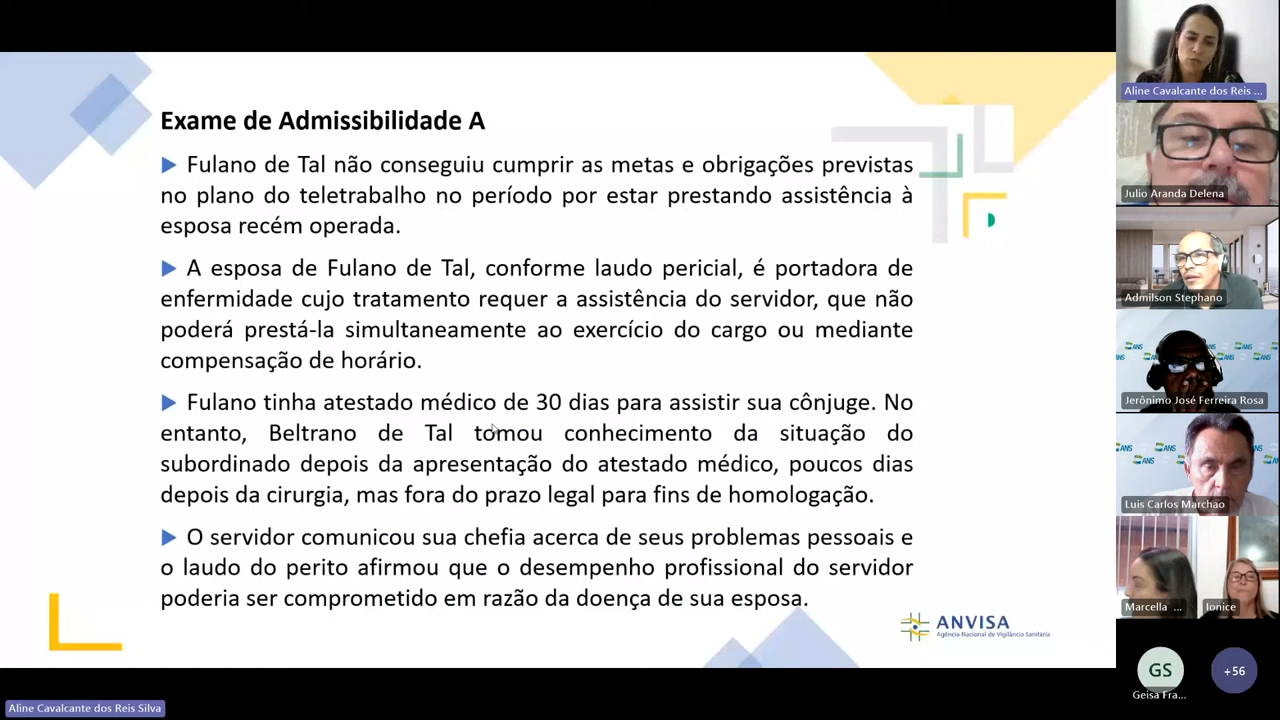 Exame de Admissibilidade A
Fulano de Tal não conseguiu cumprir as metas e obrigações previstas
no plano do teletrabalho no período por estar prestando assistência à
esposa recém operada.
A esposa de Fulano de Tal, conforme laudo pericial, é portadora de
enfermidade cujo tratamento requer a assistência do servidor, que não
poderá prestá-la simultaneamente ao exercício do cargo ou mediante
compensação de horário.
Fulano tinha atestado médico de 30 dias para assistir sua cônjuge. No
entanto, Beltrano de Tal tomou conhecimento da situação do
subordinado depois da apresentação do atestado médico, poucos dias
depois da cirurgia, mas fora do prazo legal para fins de homologação.
O servidor comunicou sua chefia acerca de seus problemas pessoais e
o laudo do perito afirmou que o desempenho profissional do servidor
poderia ser comprometido em razão da doença de sua esposa.
ANVISA
Agência Nacional de Vigilância Sanitária
Aline Cavalcante dos Reis ...
Julio Aranda Delena
Admilson Stephano
ANS
Jerônimo José Ferreira Rosa
ANS
Luis Carlos Marchao
Marcella ...
Ionice
GS
Geisa Fra...
+56
Aline Cavalcante dos Reis Silva